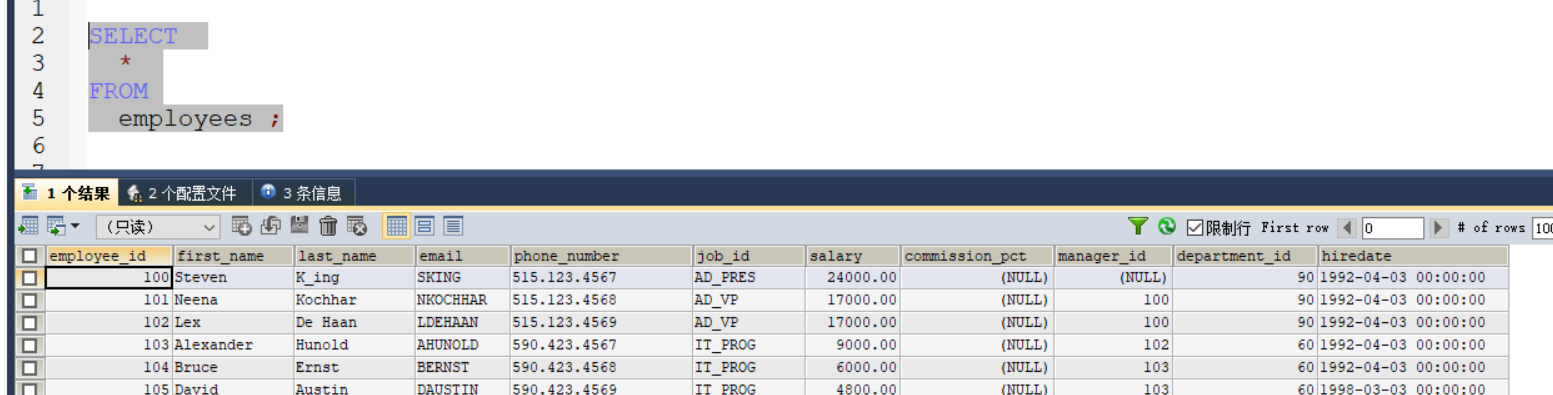 1
2 SELECT
3 *
4 FROM
5 employees ;
6
1 个结果 2 个配置文件 3 条信息
(只读) 限制行 First row 0 # of rows 100
employee_id first_name last_name email phone_number job_id salary commission_pct manager_id department_id hiredate
100 Steven K_ing SKING 515.123.4567 AD_PRES 24000.00 (NULL) (NULL) 90 1992-04-03 00:00:00
101 Neena Kochhar NKOCHHAR 515.123.4568 AD_VP 17000.00 (NULL) 100 90 1992-04-03 00:00:00
102 Lex De Haan LDEHAAN 515.123.4569 AD_VP 17000.00 (NULL) 100 90 1992-04-03 00:00:00
103 Alexander Hunold AHUNOLD 590.423.4567 IT_PROG 9000.00 (NULL) 102 60 1992-04-03 00:00:00
104 Bruce Ernst BERNST 590.423.4568 IT_PROG 6000.00 (NULL) 103 60 1992-04-03 00:00:00
105 David Austin DAUSTIN 590.423.4569 IT_PROG 4800.00 (NULL) 103 60 1998-03-03 00:00:00